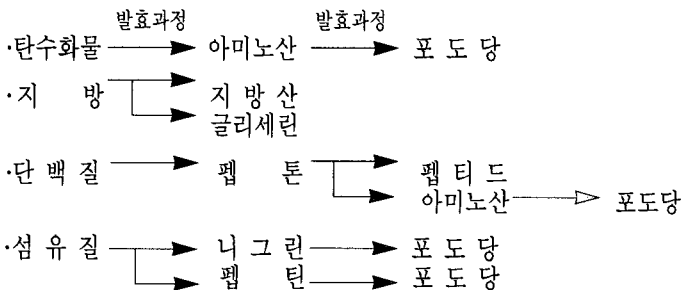 발효과정 발효과정
·탄수화물 아미노산 포 도 당
·지 방 지 방 산
글리세린
·단 백 질 펩 톤 펩 티 드
아미노산 포도당
·섬 유 질 니 그 린 포 도 당
펩 틴 포 도 당